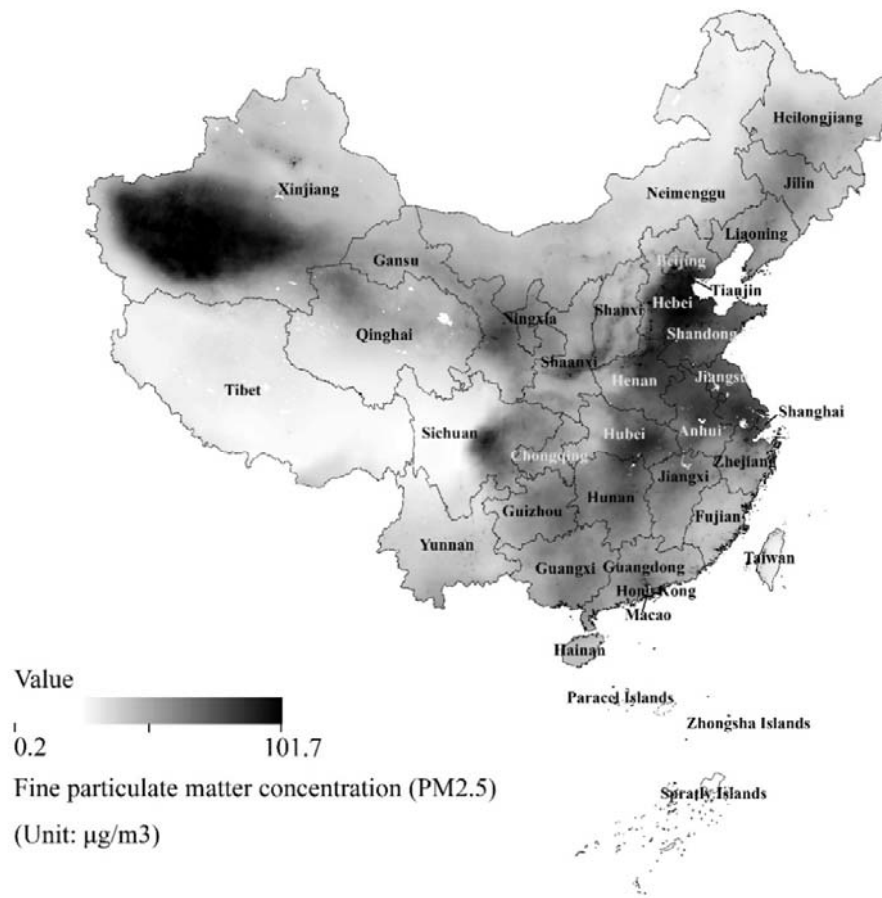 Heilongjiang
Xinjiang
Jilin
Neimenggu
Liaoning
Gansu
Beijing
Tianjin
Ningxia
Shanxi
Hebei
Qinghai
Shandong
Shaanxi
Henan
Jiangsu
Tibet
Shanghai
Sichuan
Hubei
Anhui
Chongqing
Zhejiang
Jiangxi
Hunan
Guizhou
Fujian
Yunnan
Taiwan
Guangxi
Guangdong
Hong Kong
Macao
Hainan
Paracel Islands
Zhongsha Islands
Spratly Islands
Value
0.2 101.7
Fine particulate matter concentration (PM2.5)
(Unit: μg/m3)